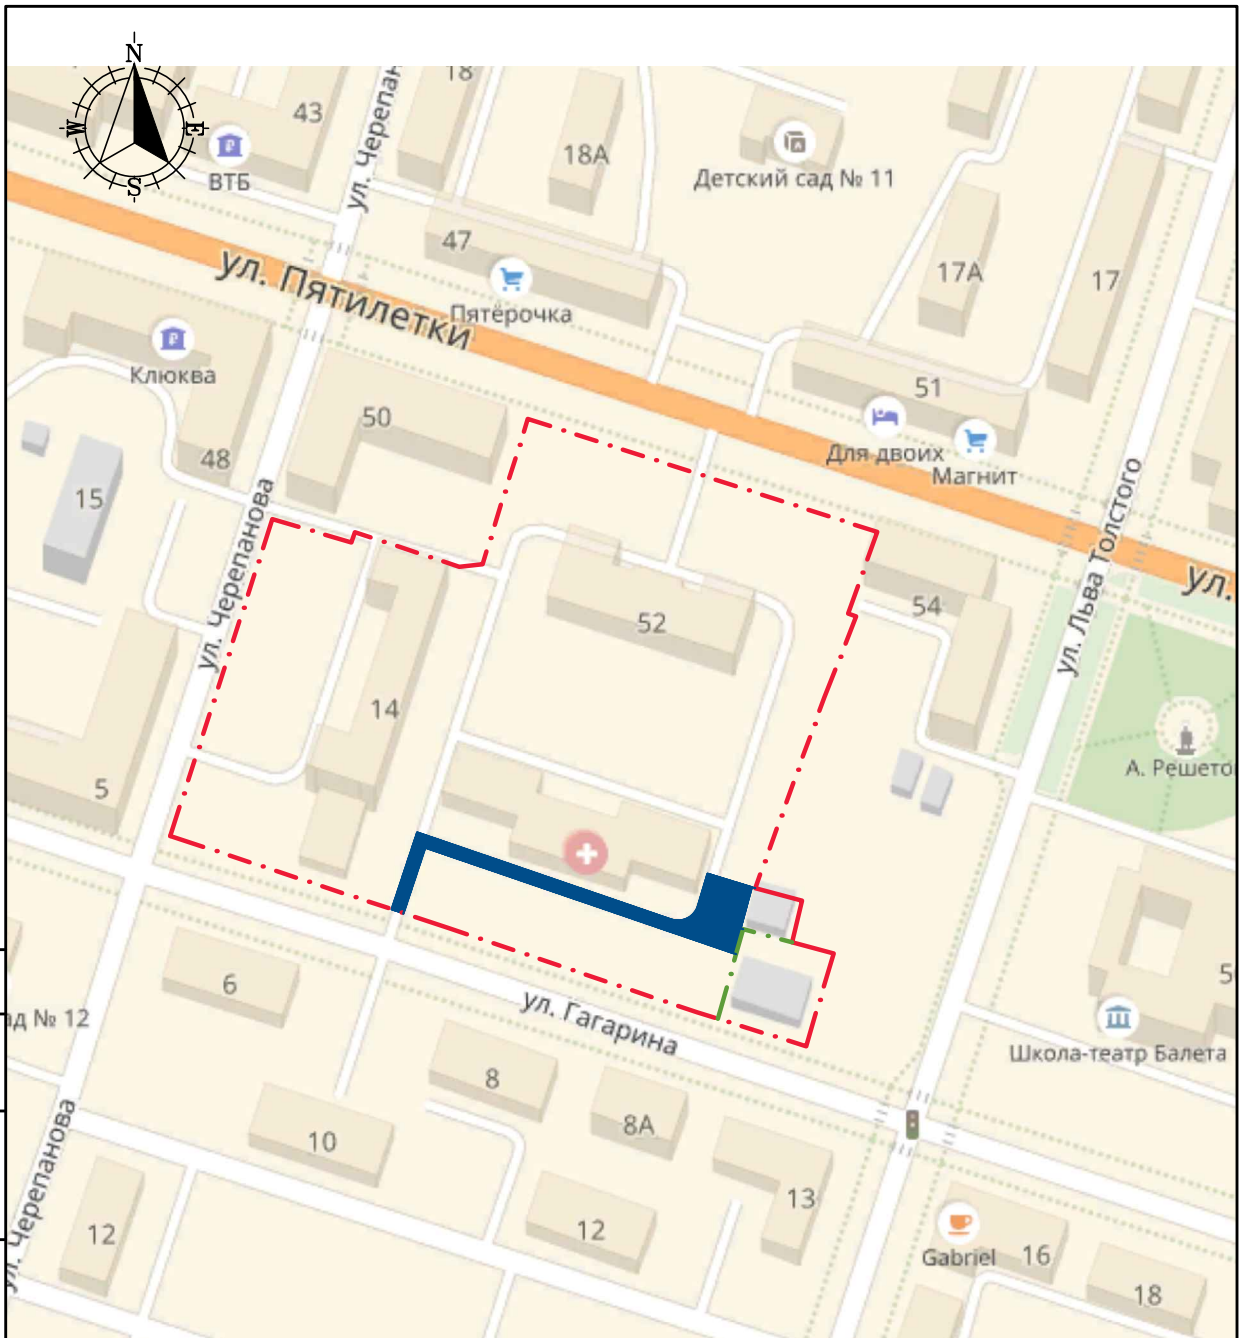 N
W
E
S
18
43
ВТБ
ул. Черепан
18А
Детский сад № 11
47
Пятёрочка
17А
17
ул. Пятилетки
Клюква
50
51
Для двоих
Магнит
48
15
ул. Черепанова
ул. Льва Толстого
ул.
52
54
14
5
А. Решето
6
ул. Гагарина
ад № 12
Школа-театр Балета
8
8А
10
13
12
12
ул. Черепанова
Gabriel
16
18